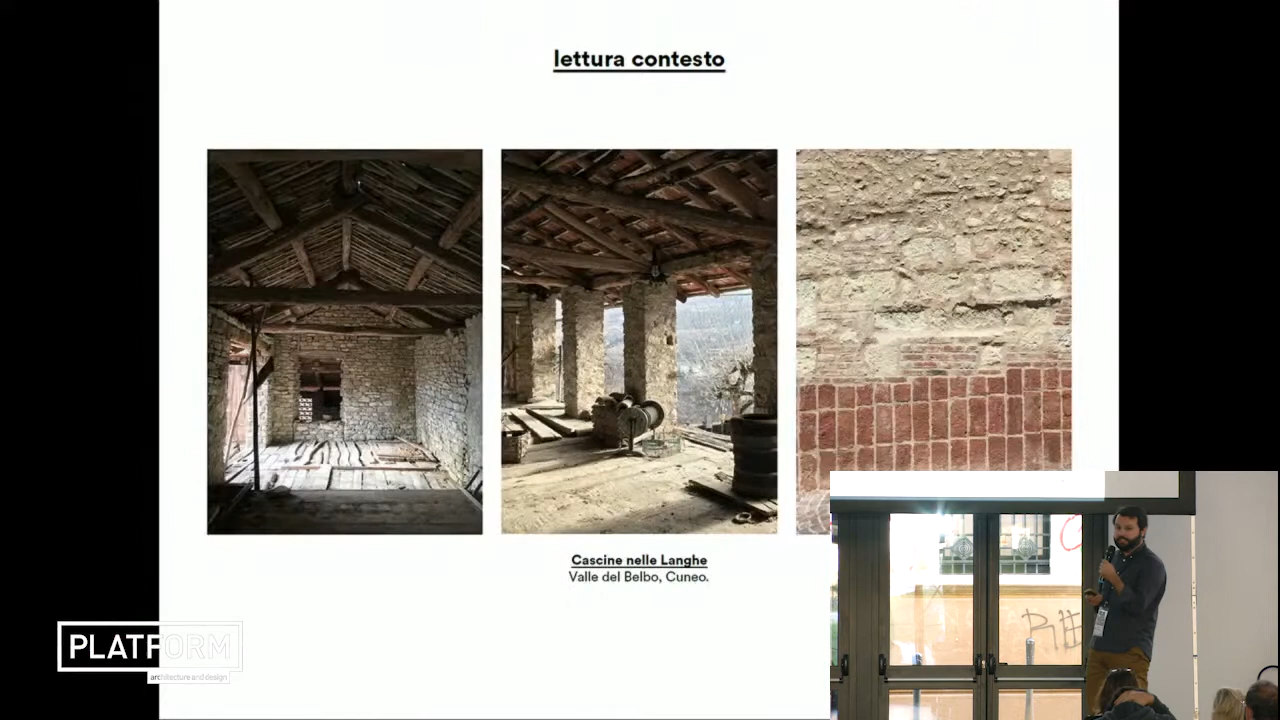 lettura contesto
Cascine nelle Langhe
Valle del Belbo, Cuneo.
PLATFORM
architecture and design